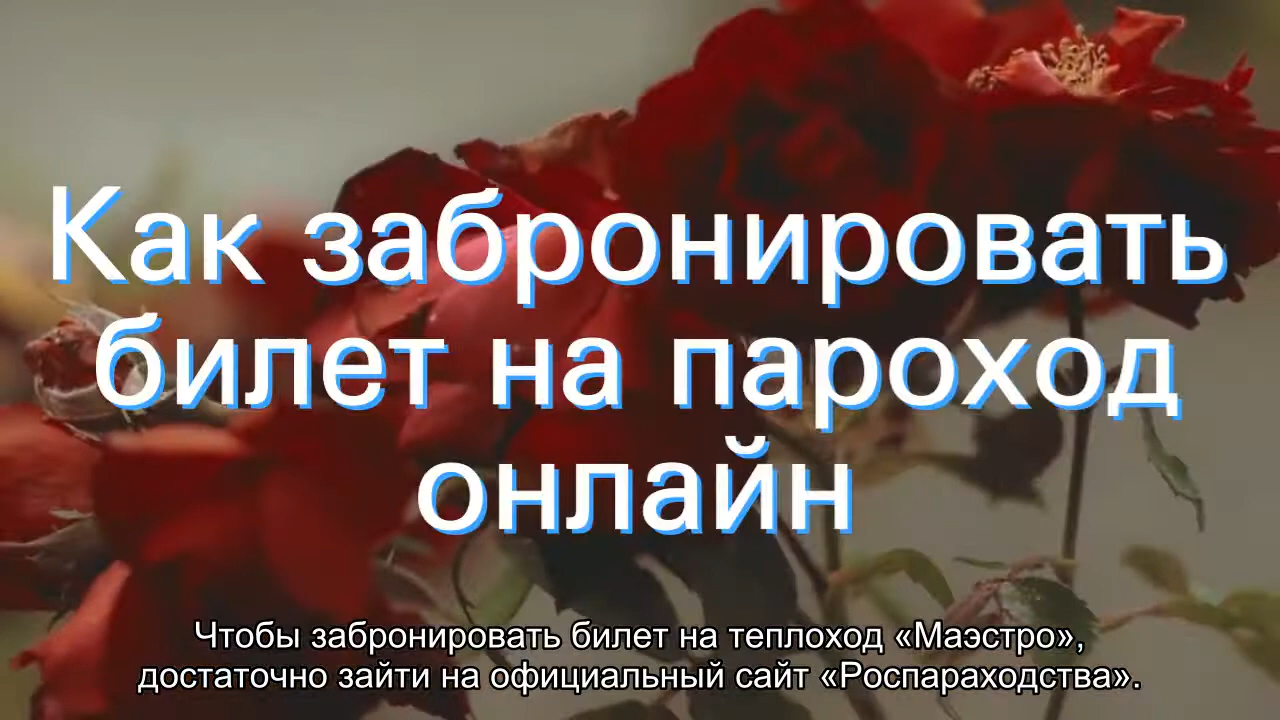 Как забронировать
билет на пароход
онлайн
Чтобы забронировать билет на теплоход «Маэстро»,
достаточно зайти на официальный сайт «Роспараходства».